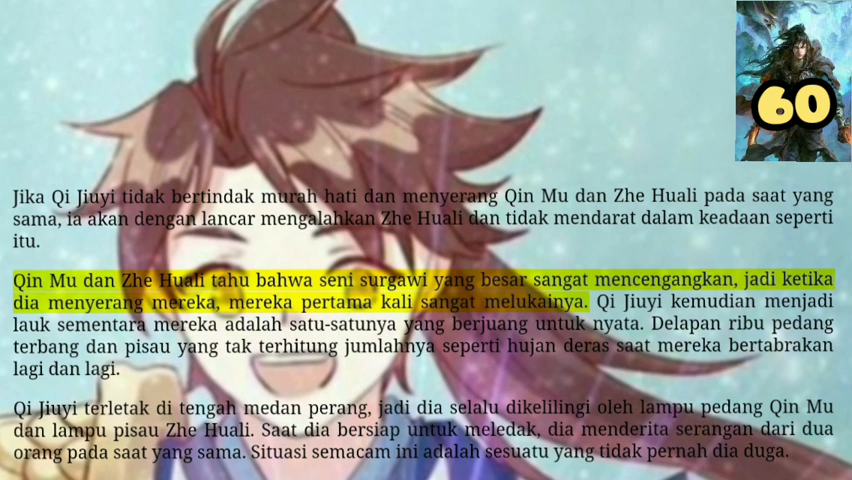 60
Jika Qi Jiuyi tidak bertindak murah hati dan menyerang Qin Mu dan Zhe Huali pada saat yang
sama, ia akan dengan lancar mengalahkan Zhe Huali dan tidak mendarat dalam keadaan seperti
itu.
Qin Mu dan Zhe Huali tahu bahwa seni surgawi yang besar sangat mencengangkan, jadi ketika
dia menyerang mereka, mereka pertama kali sangat melukainya. Qi Jiuyi kemudian menjadi
lauk sementara mereka adalah satu-satunya yang berjuang untuk nyata. Delapan ribu pedang
terbang dan pisau yang tak terhitung jumlahnya seperti hujan deras saat mereka bertabrakan
lagi dan lagi.
Qi Jiuyi terletak di tengah medan perang, jadi dia selalu dikelilingi oleh lampu pedang Qin Mu
dan lampu pisau Zhe Huali. Saat dia bersiap untuk meledak, dia menderita serangan dari dua
orang pada saat yang sama. Situasi semacam ini adalah sesuatu yang tidak pernah dia duga.